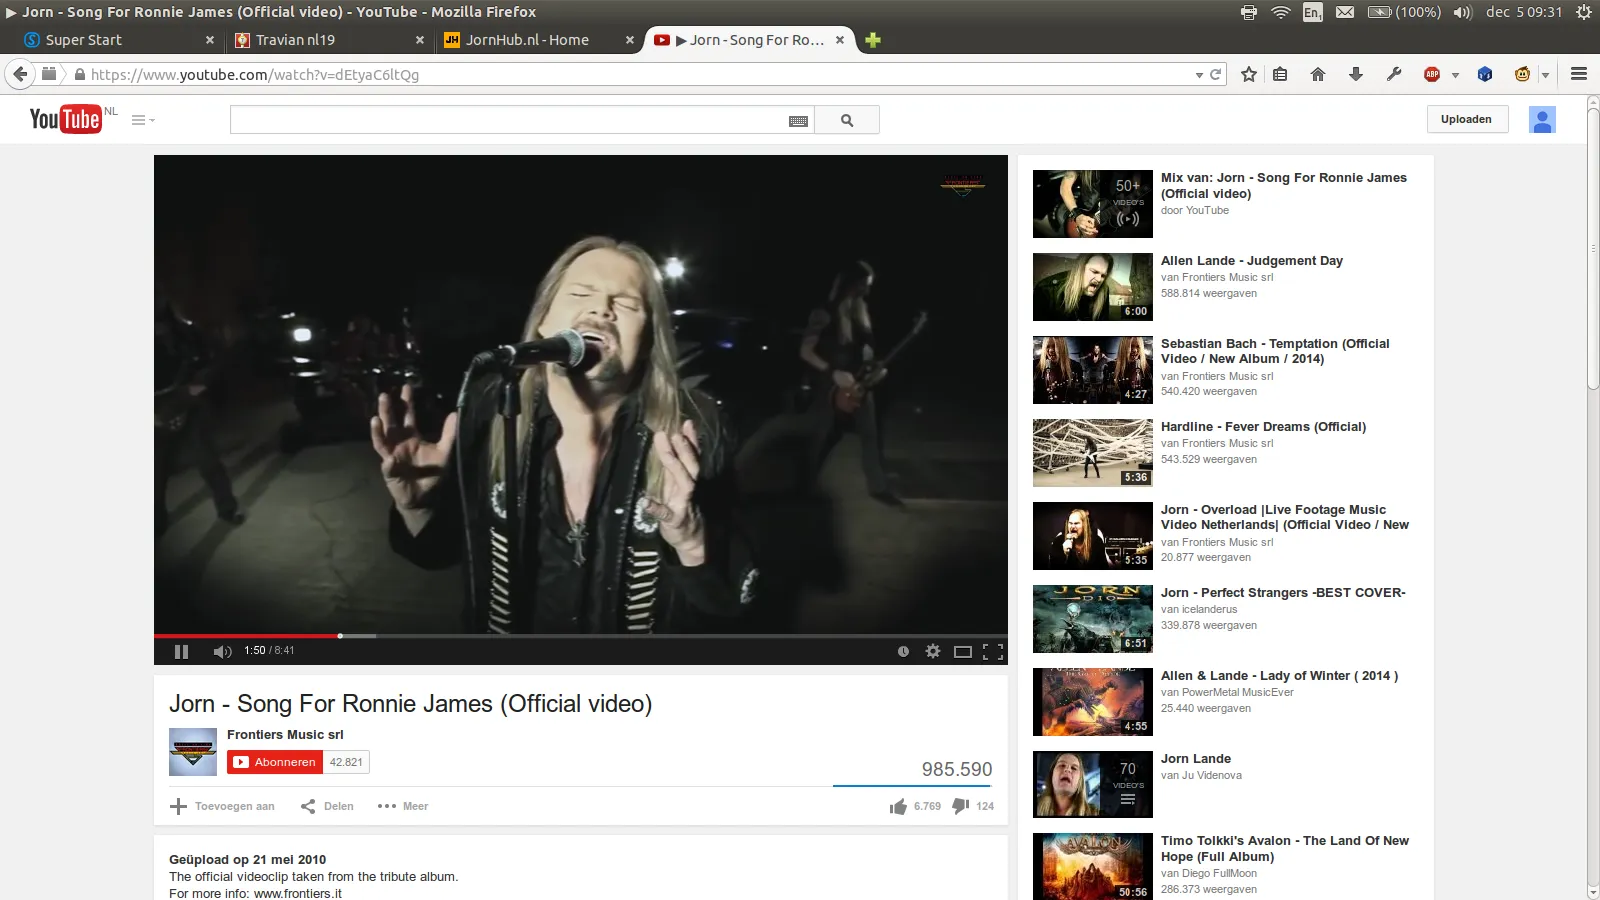 ▶ Jorn - Song For Ronnie James (Official video) - YouTube - Mozilla Firefox
En1
(100%)
dec 5 09:31
Super Start
Travian nl19
JH
JornHub.nl - Home
▶ Jorn - Song For Ro...
https://www.youtube.com/watch?v=dEtyaC6ltQg
ABP
YouTube NL
Uploaden
1:50 / 8:41
Jorn - Song For Ronnie James (Official video)
Frontiers Music srl
Abonneren 42.821
985.590
Toevoegen aan
Delen
Meer
6.769
124
Geüpload op 21 mei 2010
The official videoclip taken from the tribute album.
For more info: www.frontiers.it
50+
VIDEO'S
Mix van: Jorn - Song For Ronnie James
(Official video)
door YouTube
6:00
Allen Lande - Judgement Day
van Frontiers Music srl
588.814 weergaven
4:27
Sebastian Bach - Temptation (Official
Video / New Album / 2014)
van Frontiers Music srl
540.420 weergaven
5:36
Hardline - Fever Dreams (Official)
van Frontiers Music srl
543.529 weergaven
5:35
Jorn - Overload |Live Footage Music
Video Netherlands| (Official Video / New
van Frontiers Music srl
20.877 weergaven
JORN
DIO
6:51
Jorn - Perfect Strangers -BEST COVER-
van icelanderus
339.878 weergaven
4:55
Allen & Lande - Lady of Winter ( 2014 )
van PowerMetal MusicEver
25.440 weergaven
70
VIDEO'S
Jorn Lande
van Ju Videnova
AVALON
50:56
Timo Tolkki's Avalon - The Land Of New
Hope (Full Album)
van Diego FullMoon
286.373 weergaven